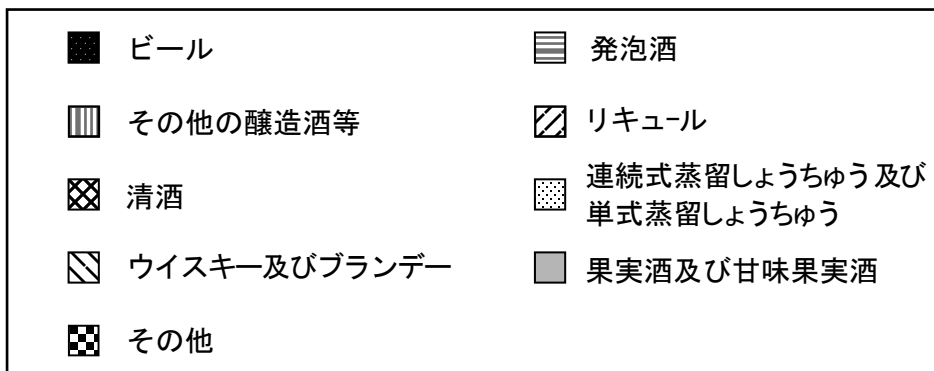 ビール
発泡酒
その他の醸造酒等
リキュール
清酒
連続式蒸留しょうちゅう及び
単式蒸留しょうちゅう
ウイスキー及びブランデー
果実酒及び甘味果実酒
その他